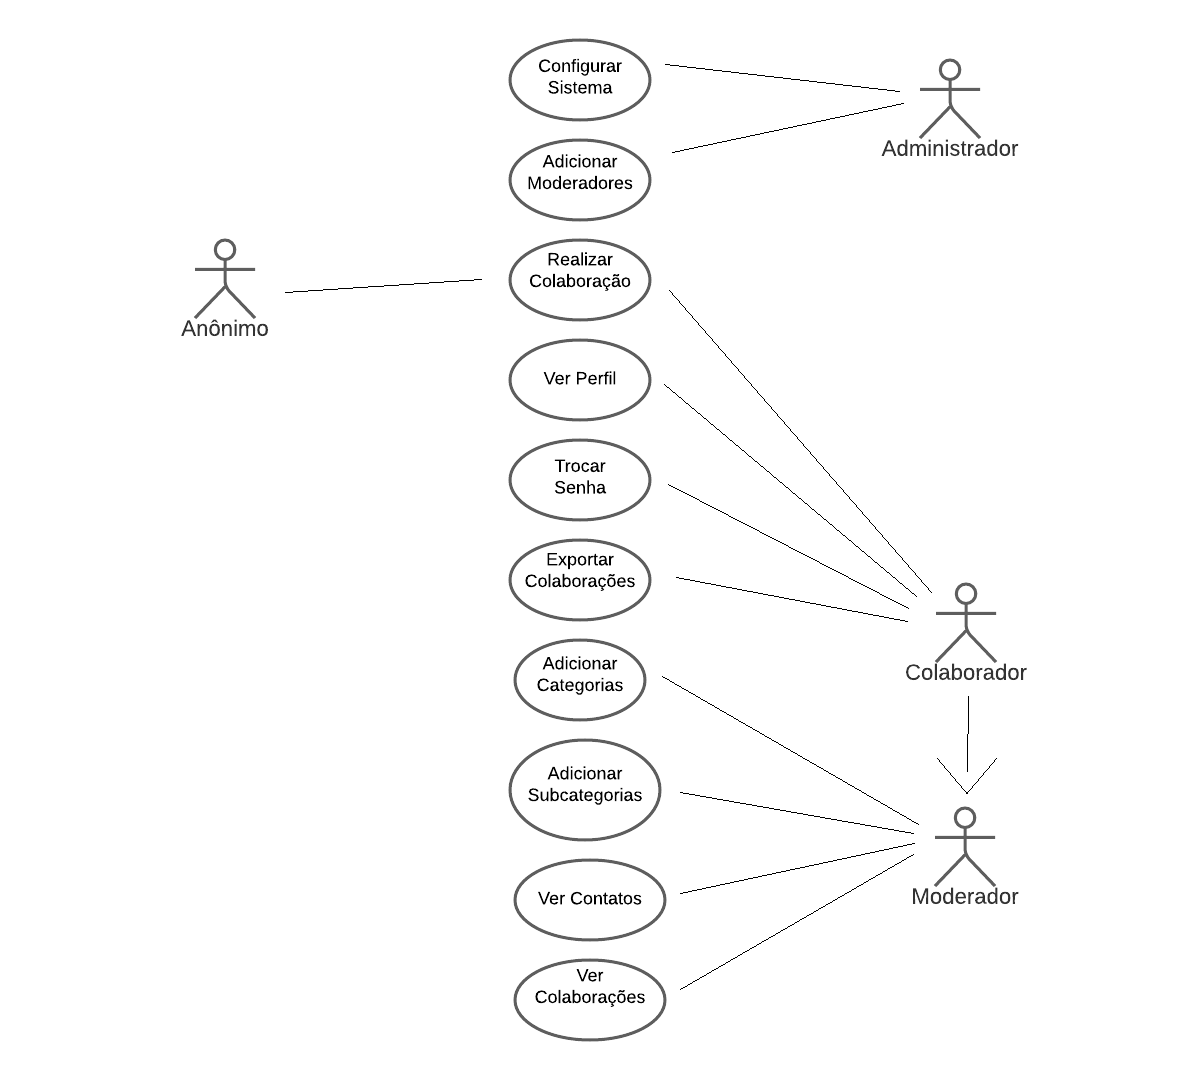 Configurar
Sistema
Administrador
Adicionar
Moderadores
Anônimo
Realizar
Colaboração
Ver Perfil
Trocar
Senha
Exportar
Colaborações
Colaborador
Adicionar
Categorias
Adicionar
Subcategorias
Ver Contatos
Moderador
Ver
Colaborações